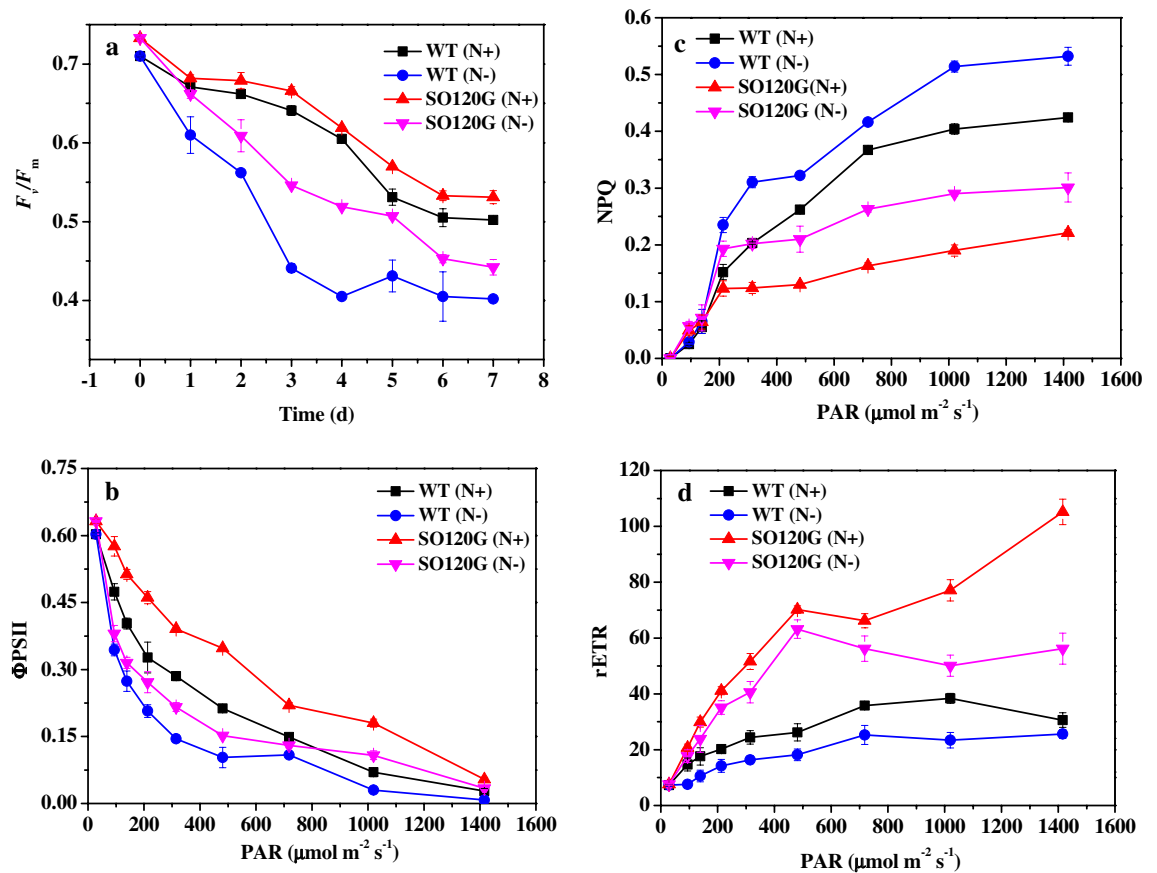 a
WT (N+)
WT (N-)
SO120G (N+)
SO120G (N-)
0.7
0.6
0.5
0.4
Fv/Fm
-1 0 1 2 3 4 5 6 7 8
Time (d)
c
WT (N+)
WT (N-)
SO120G(N+)
SO120G (N-)
0.6
0.5
0.4
0.3
0.2
0.1
0.0
NPQ
0 200 400 600 800 1000 1200 1400 1600
PAR (μmol m⁻² s⁻¹)
b
WT (N+)
WT (N-)
SO120G (N+)
SO120G (N-)
0.75
0.60
0.45
0.30
0.15
0.00
ΦPSII
0 200 400 600 800 1000 1200 1400 1600
PAR (μmol m⁻² s⁻¹)
d
WT (N+)
WT (N-)
SO120G (N+)
SO120G (N-)
120
100
80
60
40
20
0
rETR
0 200 400 600 800 1000 1200 1400 1600
PAR (μmol m⁻² s⁻¹)